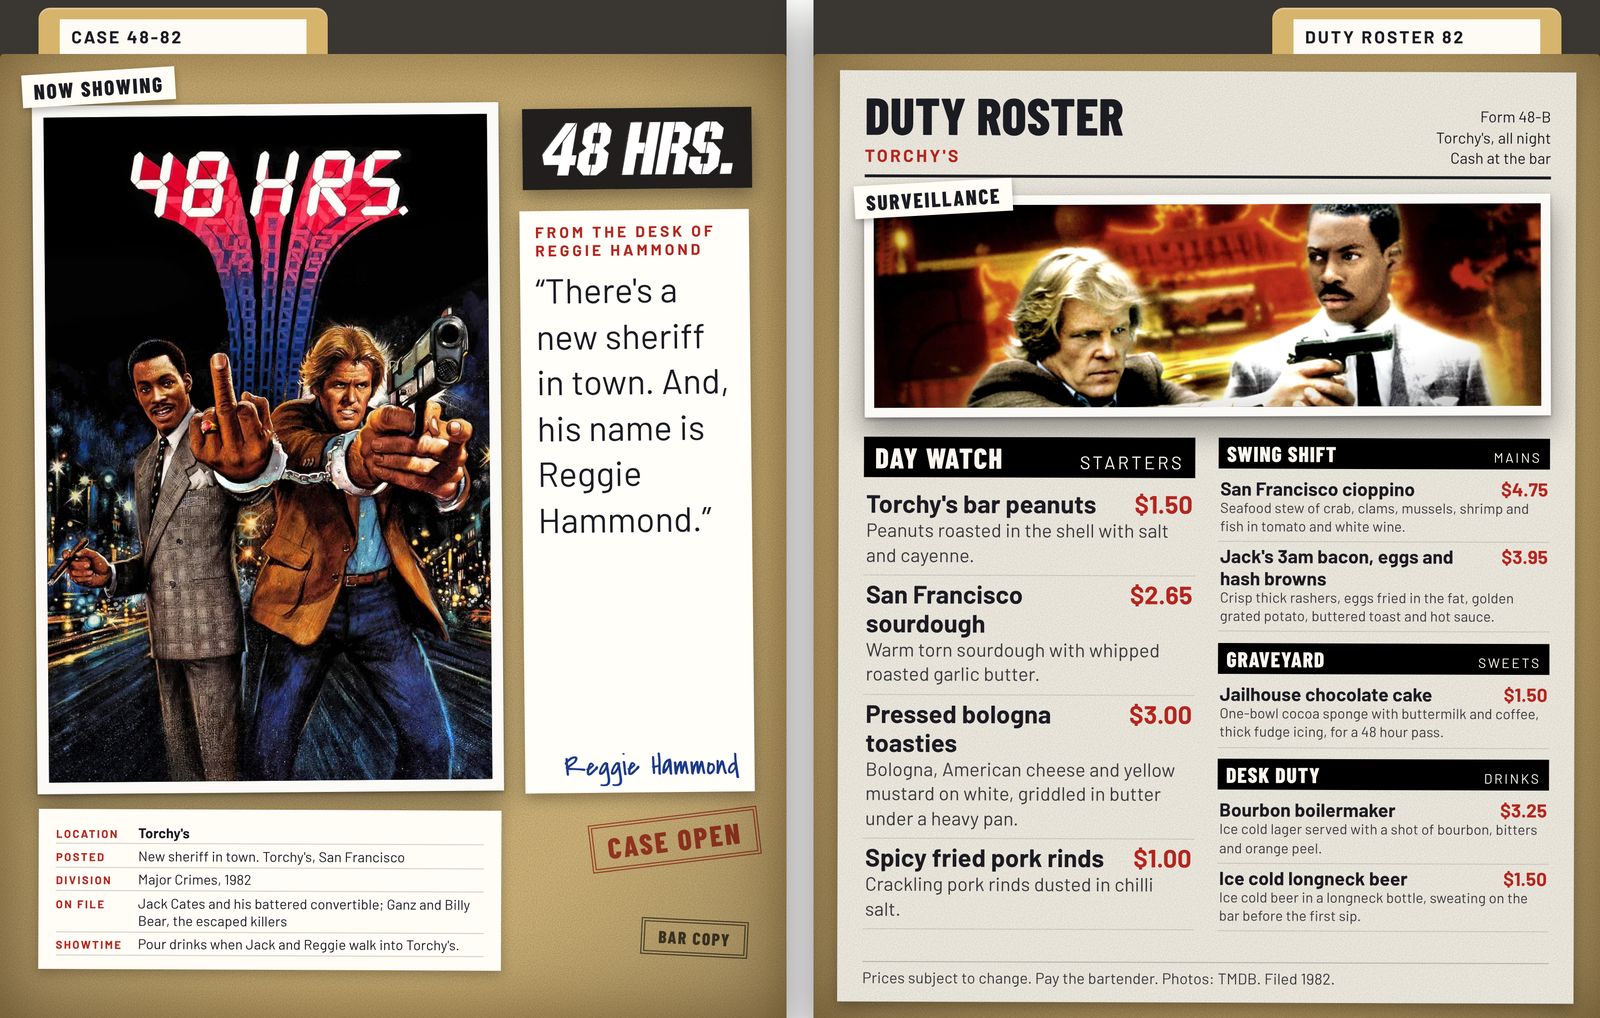 CASE 48-82
NOW SHOWING
48 HRS.
48 HRS.
FROM THE DESK OF
REGGIE HAMMOND
“There's a
new sheriff
in town. And,
his name is
Reggie
Hammond.”
Reggie Hammond
LOCATION Torchy's
POSTED New sheriff in town. Torchy's, San Francisco
DIVISION Major Crimes, 1982
ON FILE Jack Cates and his battered convertible; Ganz and Billy
Bear, the escaped killers
SHOWTIME Pour drinks when Jack and Reggie walk into Torchy's.
CASE OPEN
BAR COPY
DUTY ROSTER 82
DUTY ROSTER
TORCHY'S
Form 48-B
Torchy's, all night
Cash at the bar
SURVEILLANCE
DAY WATCH STARTERS
Torchy's bar peanuts $1.50
Peanuts roasted in the shell with salt
and cayenne.
San Francisco $2.65
sourdough
Warm torn sourdough with whipped
roasted garlic butter.
Pressed bologna $3.00
toasties
Bologna, American cheese and yellow
mustard on white, griddled in butter
under a heavy pan.
Spicy fried pork rinds $1.00
Crackling pork rinds dusted in chilli
salt.
SWING SHIFT MAINS
San Francisco cioppino $4.75
Seafood stew of crab, clams, mussels, shrimp and
fish in tomato and white wine.
Jack's 3am bacon, eggs and $3.95
hash browns
Crisp thick rashers, eggs fried in the fat, golden
grated potato, buttered toast and hot sauce.
GRAVEYARD SWEETS
Jailhouse chocolate cake $1.50
One-bowl cocoa sponge with buttermilk and coffee,
thick fudge icing, for a 48 hour pass.
DESK DUTY DRINKS
Bourbon boilermaker $3.25
Ice cold lager served with a shot of bourbon, bitters
and orange peel.
Ice cold longneck beer $1.50
Ice cold beer in a longneck bottle, sweating on the
bar before the first sip.
Prices subject to change. Pay the bartender. Photos: TMDB. Filed 1982.